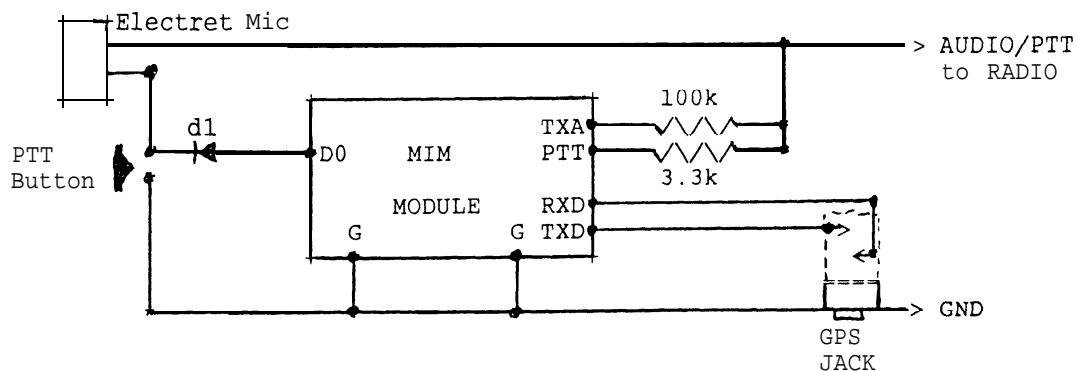 Electret Mic
> AUDIO/PTT
to RADIO
100k
d1
TXA
D0
MIM
PTT
PTT
Button
3.3k
MODULE
RXD
G
G
TXD
> GND
GPS
JACK